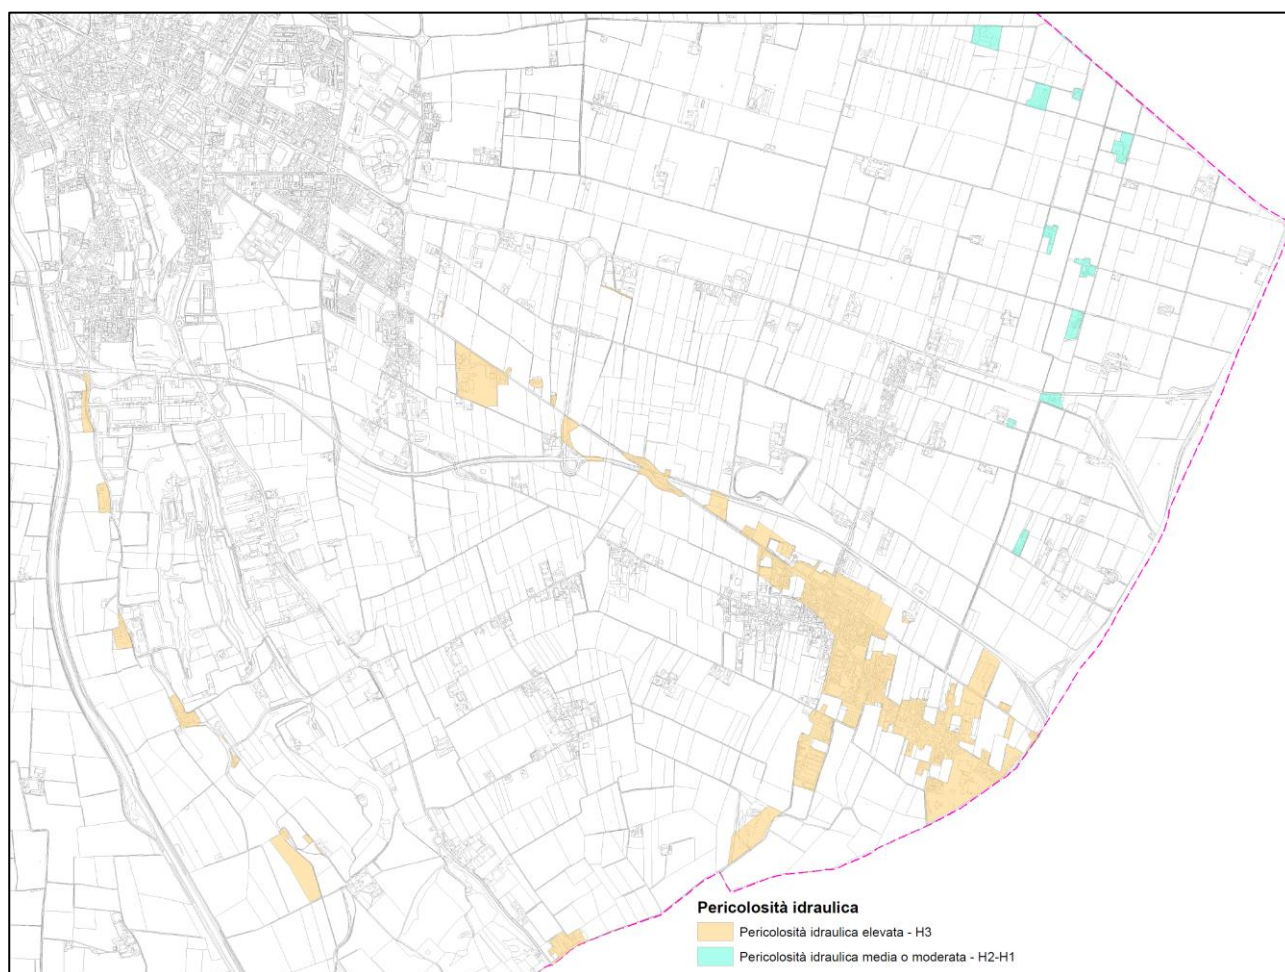 Pericolosità idraulica
Pericolosità idraulica elevata - H3
Pericolosità idraulica media o moderata - H2-H1